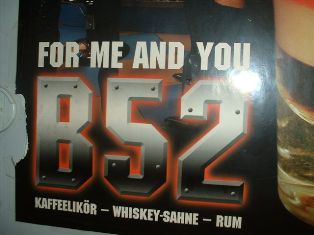 FOR ME AND YOU
B52
KAFFEELIKÖR – WHISKEY-SAHNE – RUM